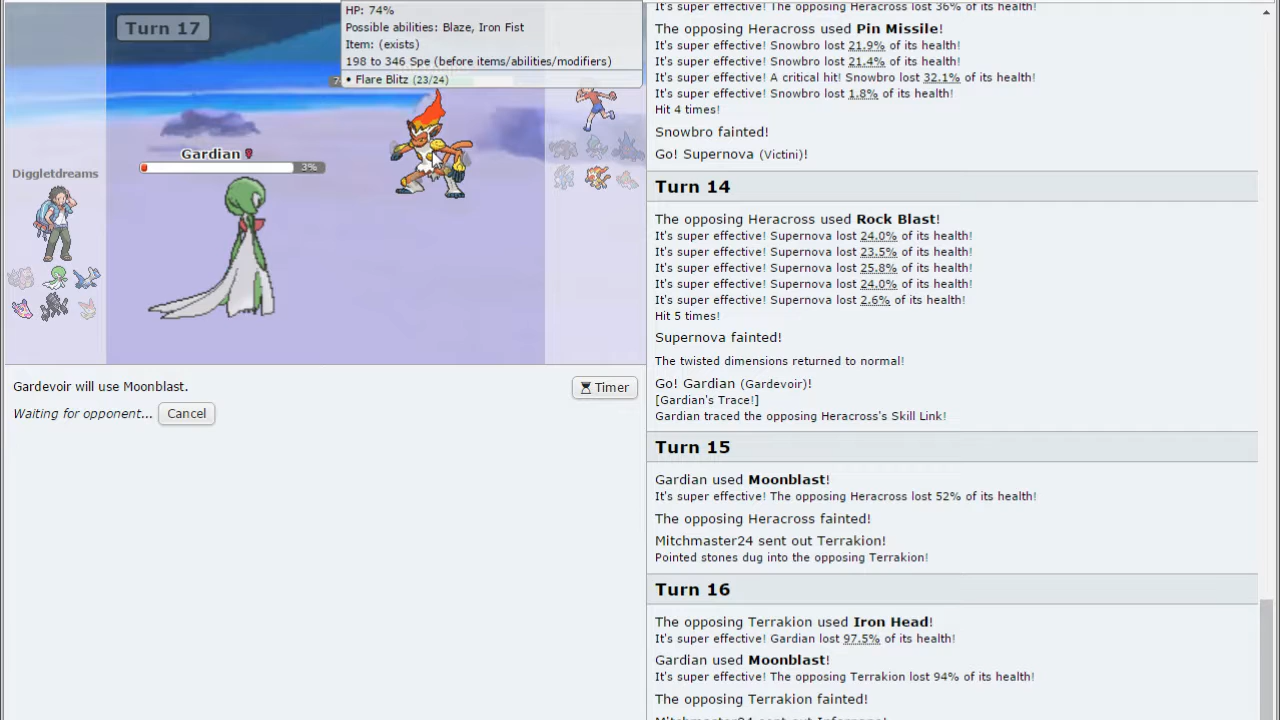 Turn 17
HP: 74%
Possible abilities: Blaze, Iron Fist
Item: (exists)
198 to 346 Spe (before items/abilities/modifiers)
• Flare Blitz (23/24)
Gardian
3%
Diggletdreams
Gardevoir will use Moonblast.
Timer
Waiting for opponent...
Cancel
It's super effective! The opposing Heracross lost 36% of its health!
The opposing Heracross used Pin Missile!
It's super effective! Snowbro lost 21.9% of its health!
It's super effective! Snowbro lost 21.4% of its health!
It's super effective! A critical hit! Snowbro lost 32.1% of its health!
It's super effective! Snowbro lost 1.8% of its health!
Hit 4 times!
Snowbro fainted!
Go! Supernova (Victini)!
Turn 14
The opposing Heracross used Rock Blast!
It's super effective! Supernova lost 24.0% of its health!
It's super effective! Supernova lost 23.5% of its health!
It's super effective! Supernova lost 25.8% of its health!
It's super effective! Supernova lost 24.0% of its health!
It's super effective! Supernova lost 2.6% of its health!
Hit 5 times!
Supernova fainted!
The twisted dimensions returned to normal!
Go! Gardian (Gardevoir)!
[Gardian's Trace!]
Gardian traced the opposing Heracross's Skill Link!
Turn 15
Gardian used Moonblast!
It's super effective! The opposing Heracross lost 52% of its health!
The opposing Heracross fainted!
Mitchmaster24 sent out Terrakion!
Pointed stones dug into the opposing Terrakion!
Turn 16
The opposing Terrakion used Iron Head!
It's super effective! Gardian lost 97.5% of its health!
Gardian used Moonblast!
It's super effective! The opposing Terrakion lost 94% of its health!
The opposing Terrakion fainted!
Mitchmaster24 sent out Infernape!